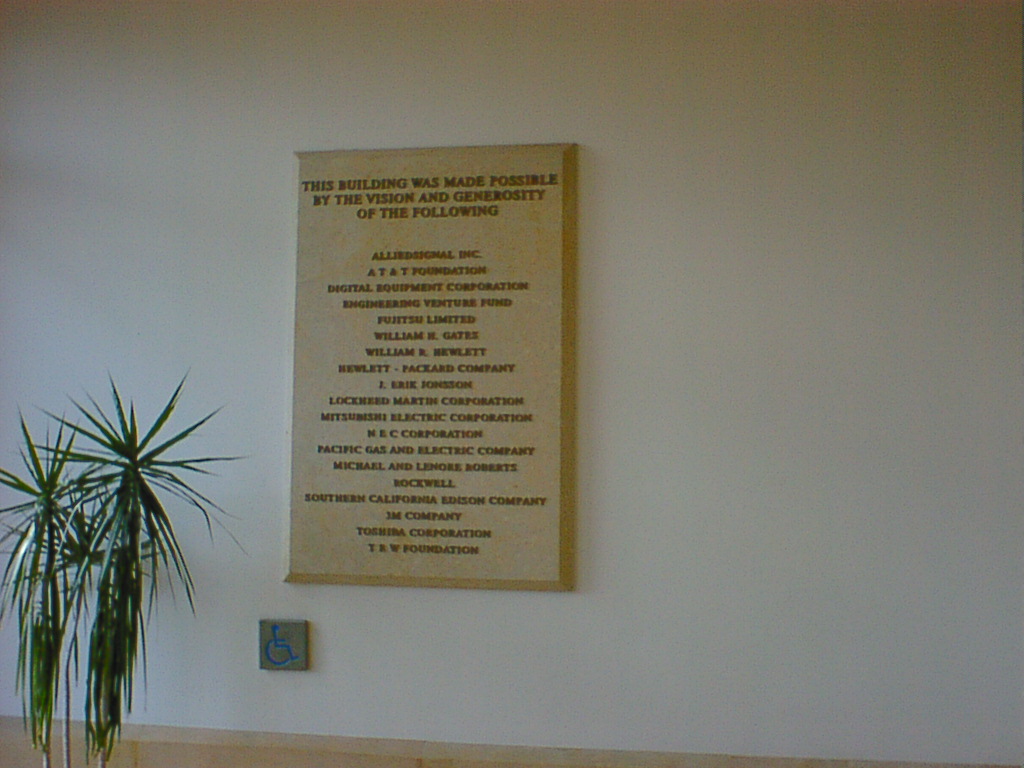 THIS BUILDING WAS MADE POSSIBLE
BY THE VISION AND GENEROSITY
OF THE FOLLOWING
ALLIEDSIGNAL INC.
A T & T FOUNDATION
DIGITAL EQUIPMENT CORPORATION
ENGINEERING VENTURE FUND
FUJITSU LIMITED
WILLIAM H. GATES
WILLIAM R. HEWLETT
HEWLETT - PACKARD COMPANY
J. ERIK JONSSON
LOCKHEED MARTIN CORPORATION
MITSUBISHI ELECTRIC CORPORATION
N E C CORPORATION
PACIFIC GAS AND ELECTRIC COMPANY
MICHAEL AND LENORE ROBERTS
ROCKWELL
SOUTHERN CALIFORNIA EDISON COMPANY
3M COMPANY
TOSHIBA CORPORATION
T R W FOUNDATION